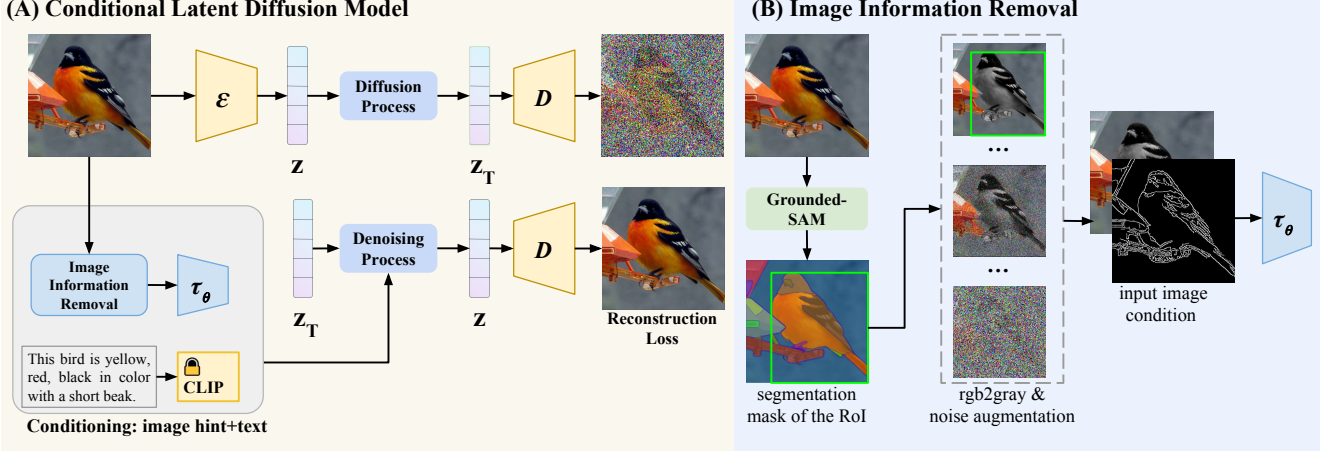 (A) Conditional Latent Diffusion Model
ε
z
Diffusion
Process
z_T
D
z_T
Denoising
Process
z
D
Reconstruction
Loss
Image
Information
Removal
τ_θ
This bird is yellow,
red, black in color
with a short beak.
CLIP
Conditioning: image hint+text
(B) Image Information Removal
Grounded-
SAM
segmentation
mask of the RoI
...
...
rgb2gray &
noise augmentation
input image
condition
τ_θ